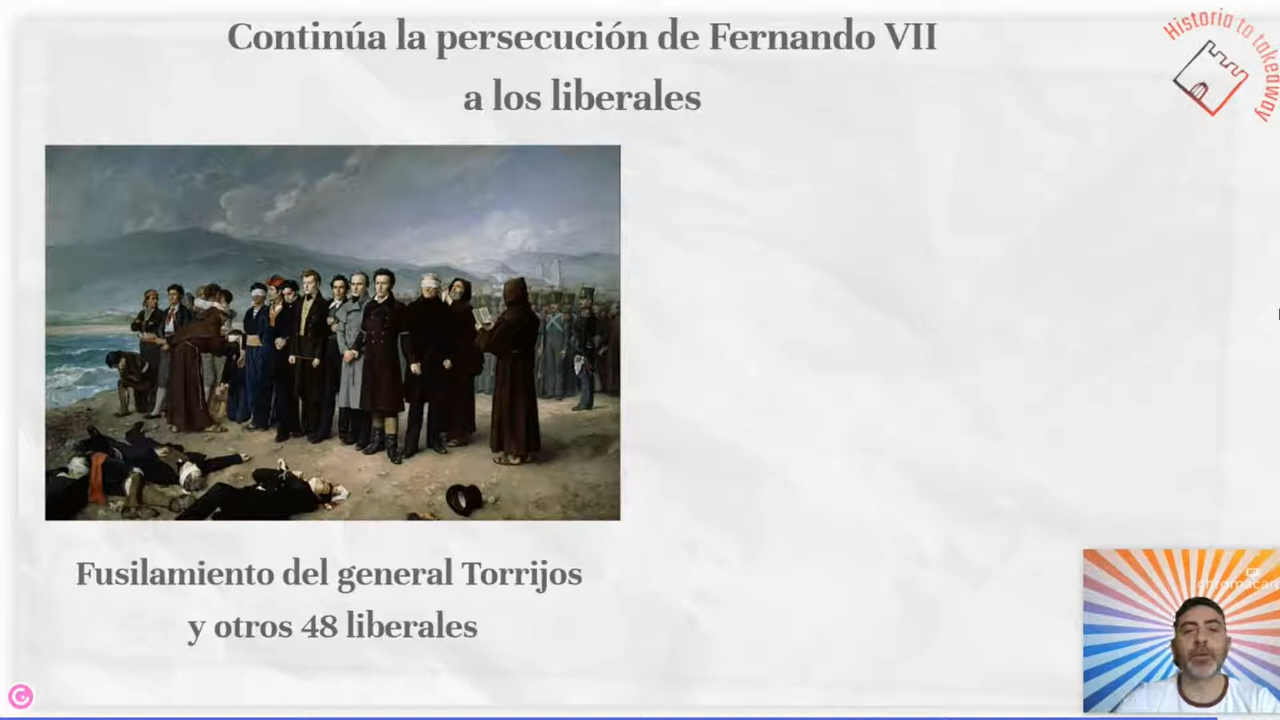 Continúa la persecución de Fernando VII
a los liberales
Historia to takeaway
Fusilamiento del general Torrijos
y otros 48 liberales